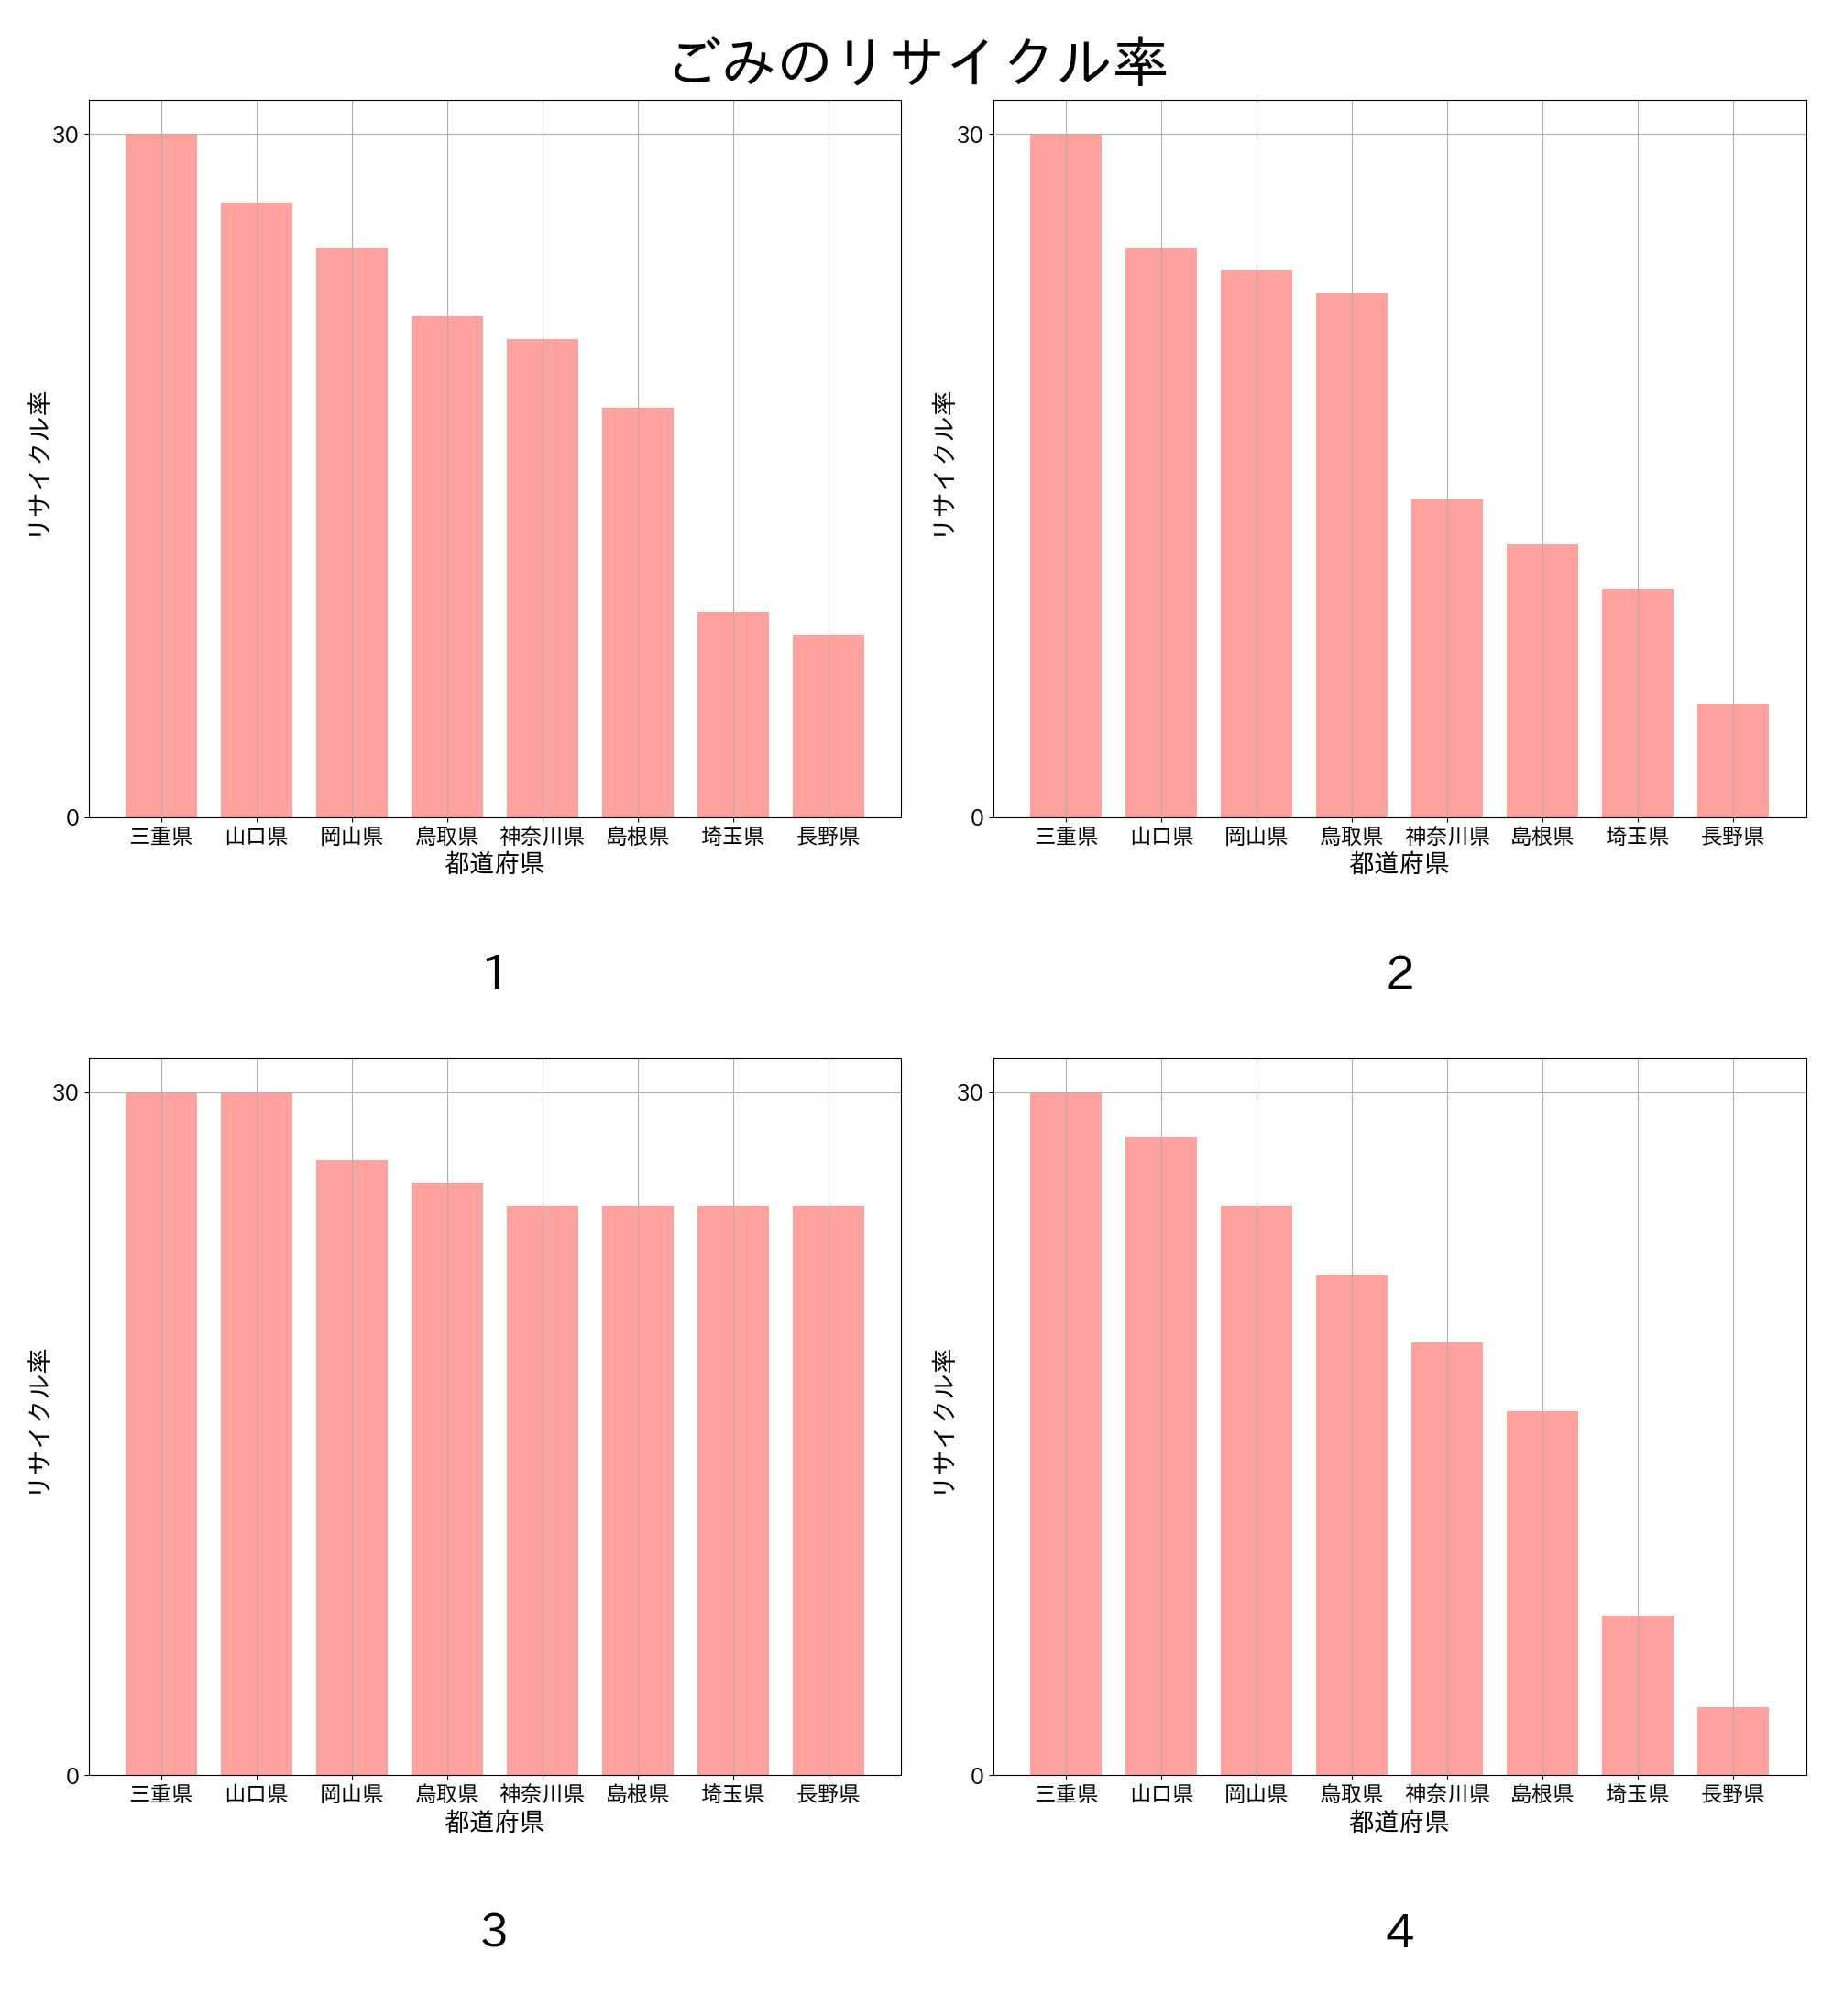 ごみのリサイクル率
30
0
リサイクル率
三重県 山口県 岡山県 鳥取県 神奈川県 島根県 埼玉県 長野県
都道府県
1
30
0
リサイクル率
三重県 山口県 岡山県 鳥取県 神奈川県 島根県 埼玉県 長野県
都道府県
2
30
0
リサイクル率
三重県 山口県 岡山県 鳥取県 神奈川県 島根県 埼玉県 長野県
都道府県
3
30
0
リサイクル率
三重県 山口県 岡山県 鳥取県 神奈川県 島根県 埼玉県 長野県
都道府県
4